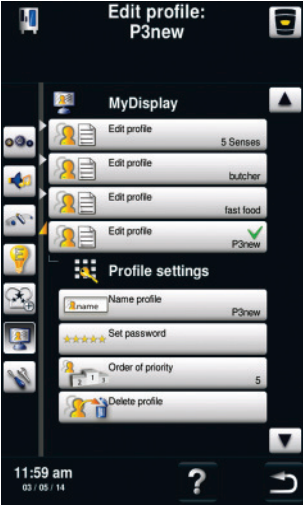 Edit profile:
P3new
MyDisplay
Edit profile
5 Senses
Edit profile
butcher
Edit profile
fast food
Edit profile
P3new
Profile settings
name
Name profile
P3new
Set password
2 1 3
Order of priority
5
Delete profile
11:59 am
03 / 05 / 14
?